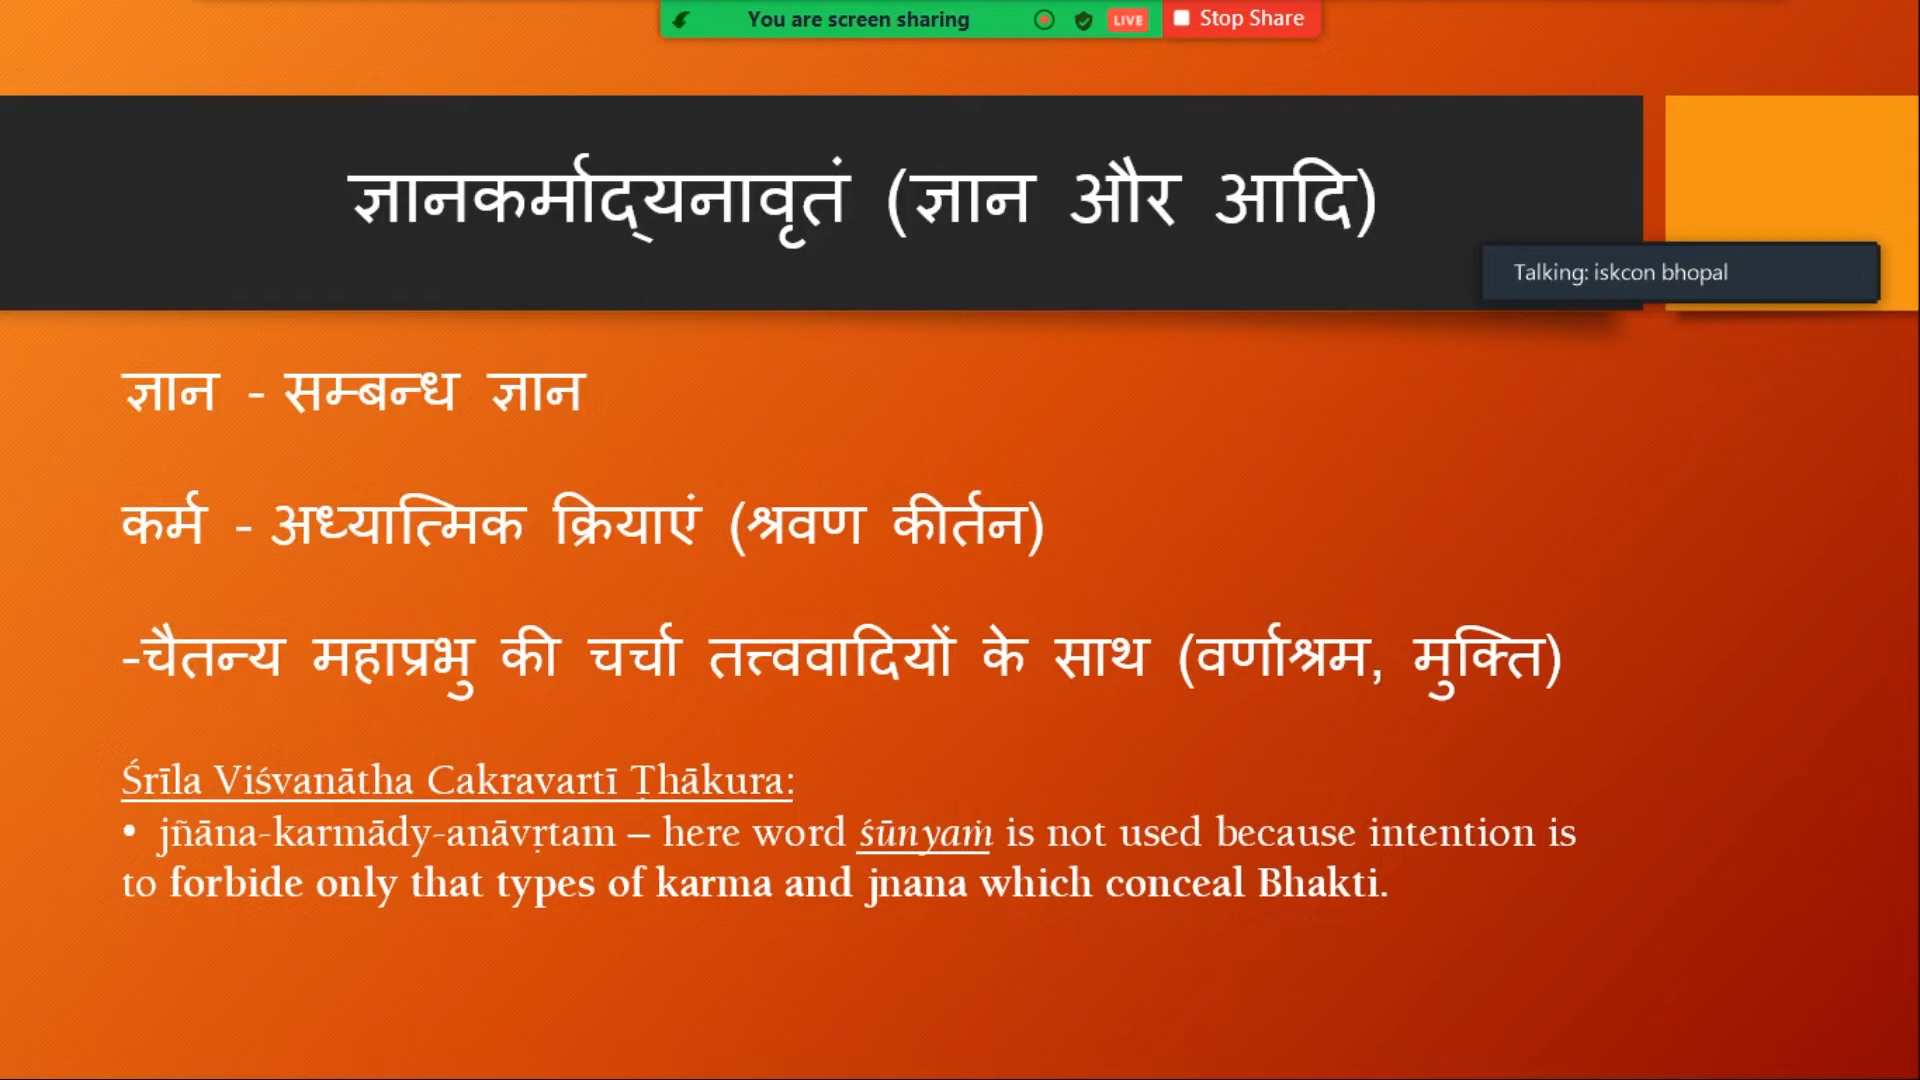 You are screen sharing LIVE Stop Share
ज्ञानकर्माद्यनावृतं (ज्ञान और आदि)
Talking: iskcon bhopal
ज्ञान - सम्बन्ध ज्ञान
कर्म - अध्यात्मिक क्रियाएं (श्रवण कीर्तन)
-चैतन्य महाप्रभु की चर्चा तत्त्ववादियों के साथ (वर्णाश्रम, मुक्ति)
Śrīla Viśvanātha Cakravartī Ṭhākura:
• jñāna-karmādy-anāvṛtam – here word śūnyaṁ is not used because intention is
to forbide only that types of karma and jnana which conceal Bhakti.